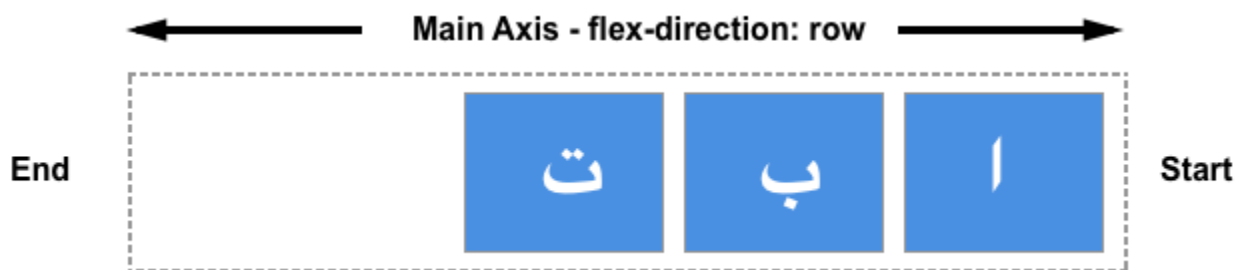 Main Axis - flex-direction: row
End
ا ب ت
Start